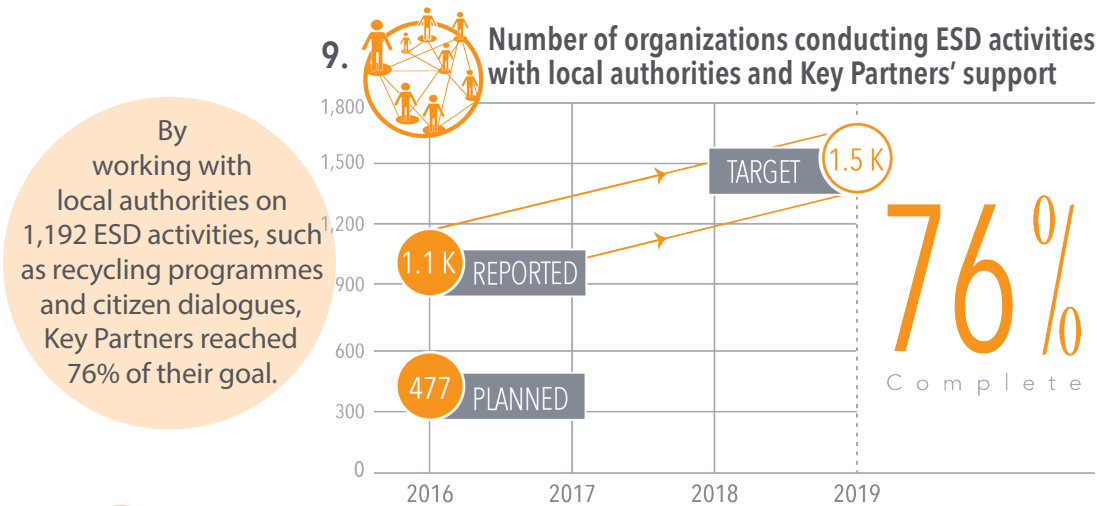 9.
Number of organizations conducting ESD activities
with local authorities and Key Partners' support
By
working with
local authorities on
1,192 ESD activities, such
as recycling programmes
and citizen dialogues,
Key Partners reached
76% of their goal.
1,800
1,500
1,200
900
600
300
0
TARGET
1.5 K
1.1 K
REPORTED
477
PLANNED
2016
2017
2018
2019
76%
Complete